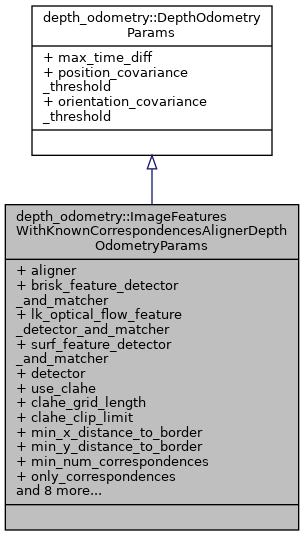 depth_odometry::DepthOdometry
Params
+ max_time_diff
+ position_covariance
_threshold
+ orientation_covariance
_threshold
depth_odometry::ImageFeatures
WithKnownCorrespondencesAlignerDepth
OdometryParams
+ aligner
+ brisk_feature_detector
_and_matcher
+ lk_optical_flow_feature
_detector_and_matcher
+ surf_feature_detector
_and_matcher
+ detector
+ use_clahe
+ clahe_grid_length
+ clahe_clip_limit
+ min_x_distance_to_border
+ min_y_distance_to_border
+ min_num_correspondences
+ only_correspondences
and 8 more...